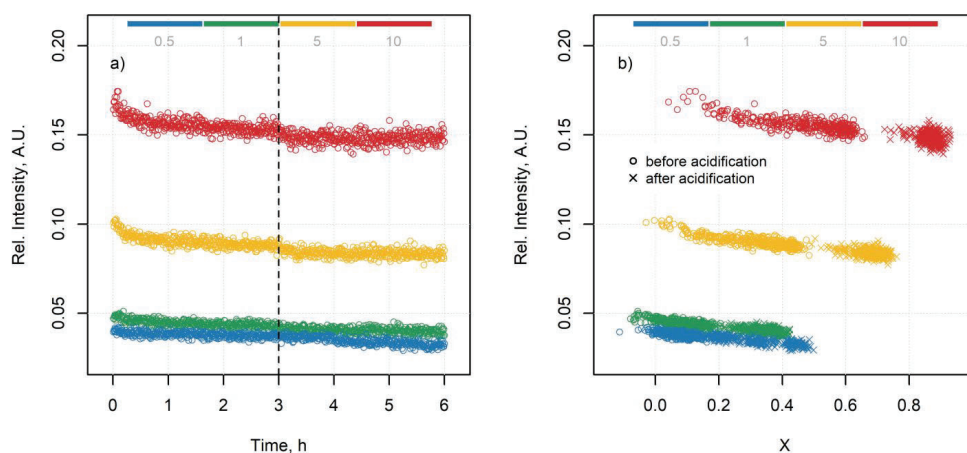 0.5 1 5 10
a)
Rel. Intensity, A.U.
0.20
0.15
0.10
0.05
0 1 2 3 4 5 6
Time, h
0.5 1 5 10
b)
before acidification
after acidification
Rel. Intensity, A.U.
0.20
0.15
0.10
0.05
0.0 0.2 0.4 0.6 0.8
X